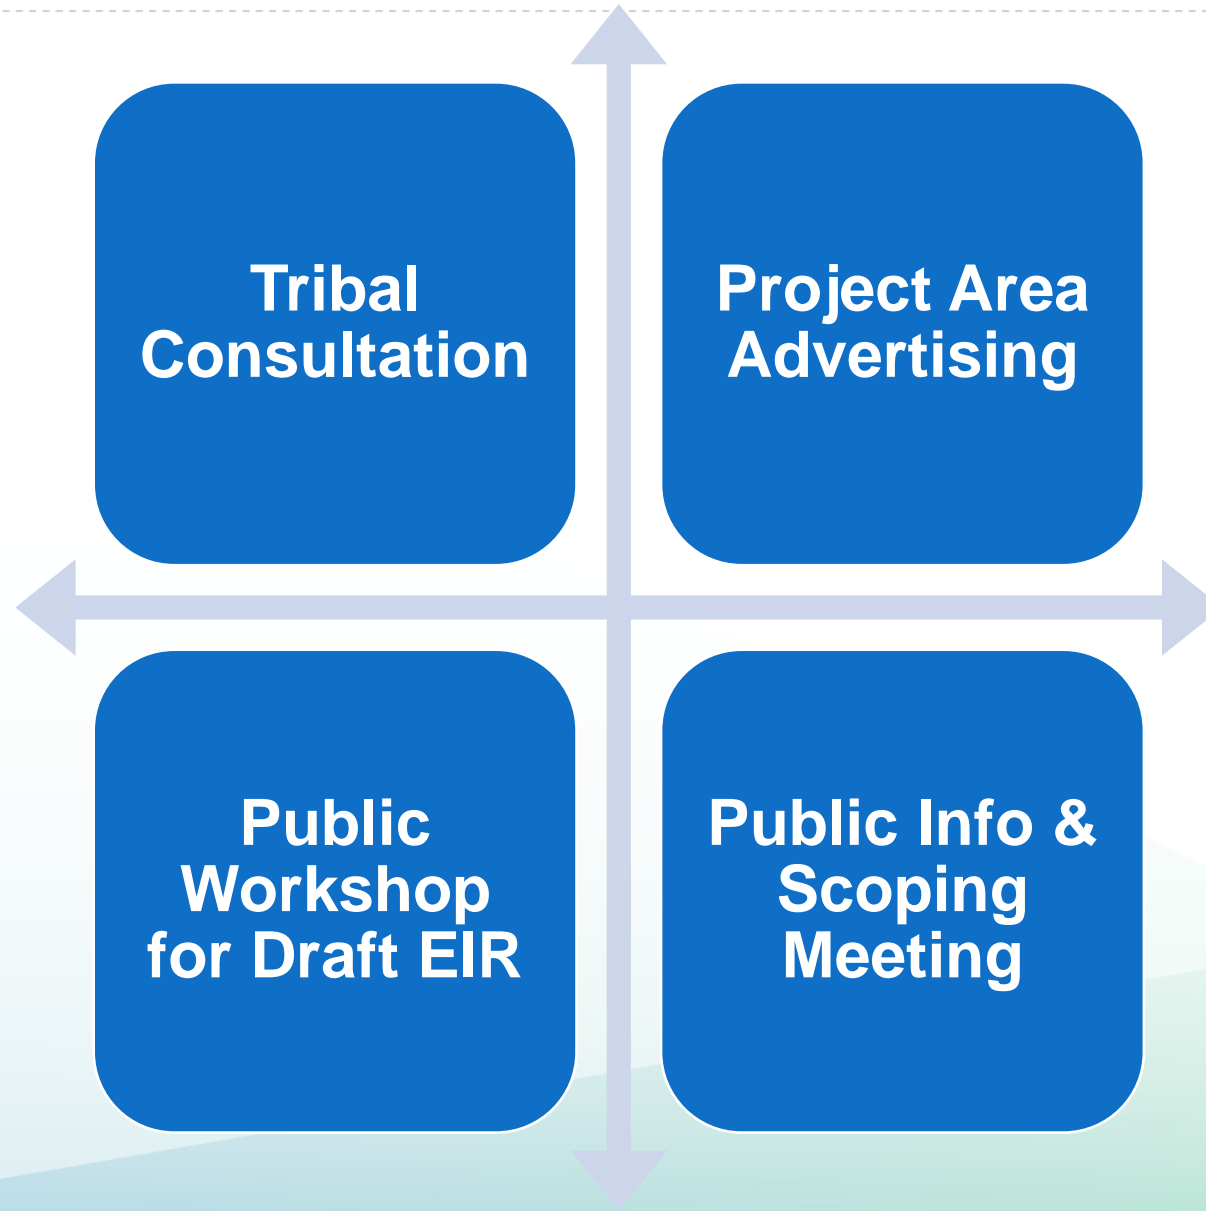 Tribal
Consultation
Project Area
Advertising
Public
Workshop
for Draft EIR
Public Info &
Scoping
Meeting